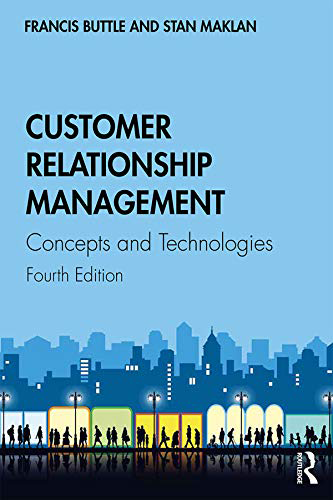 FRANCIS BUTTLE AND STAN MAKLAN
CUSTOMER
RELATIONSHIP
MANAGEMENT
Concepts and Technologies
Fourth Edition
ROUTLEDGE